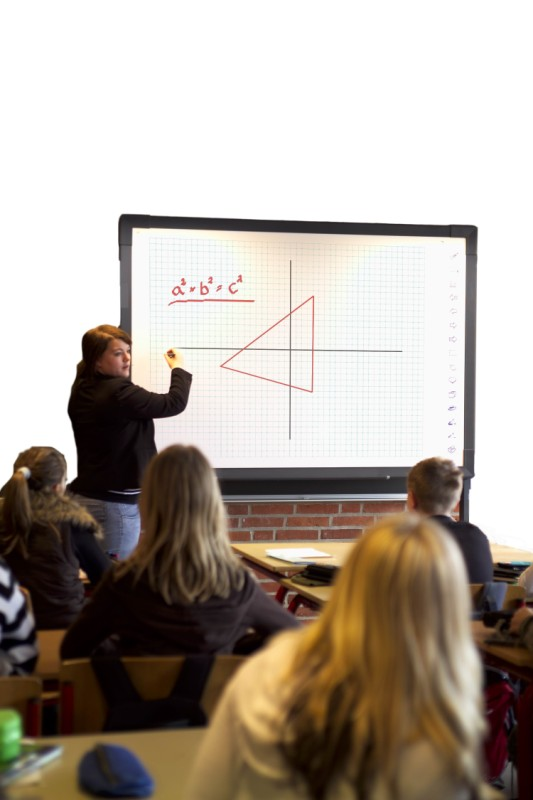 a² + b² = c²